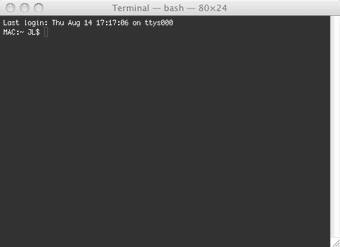 Terminal — bash — 80×24
Last login: Thu Aug 14 17:17:06 on ttys000
MAC:~ JL$